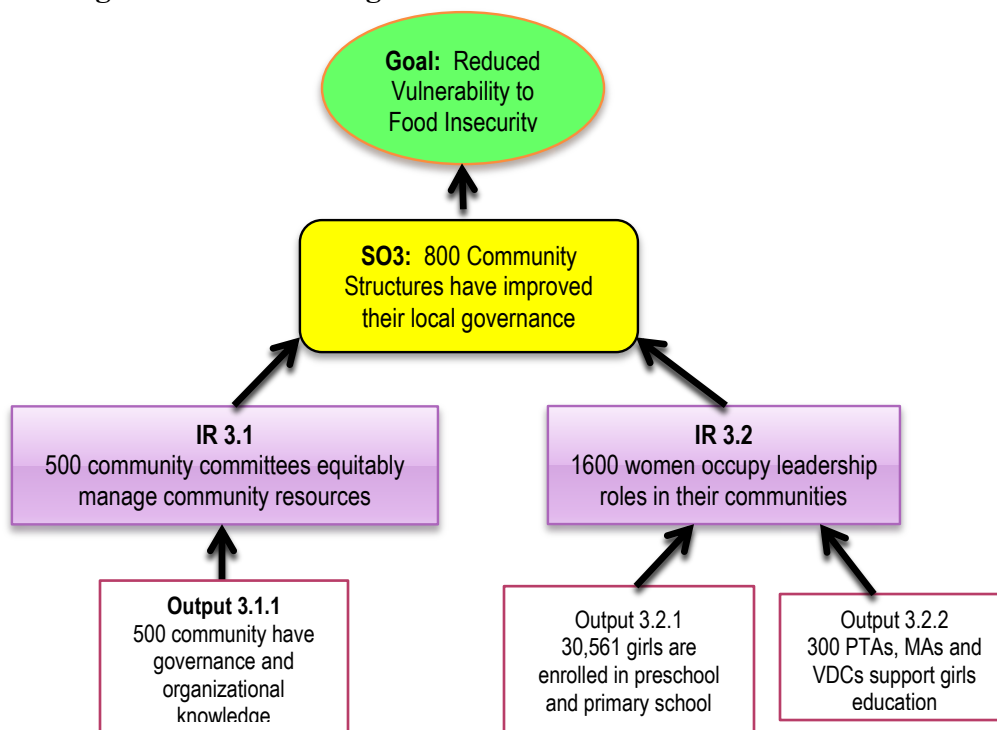 Goal: Reduced
Vulnerability to
Food Insecurity
SO3: 800 Community
Structures have improved
their local governance
IR 3.1
500 community committees equitably
manage community resources
IR 3.2
1600 women occupy leadership
roles in their communities
Output 3.1.1
500 community have
governance and
organizational
knowledge
Output 3.2.1
30,561 girls are
enrolled in preschool
and primary school
Output 3.2.2
300 PTAs, MAs and
VDCs support girls
education